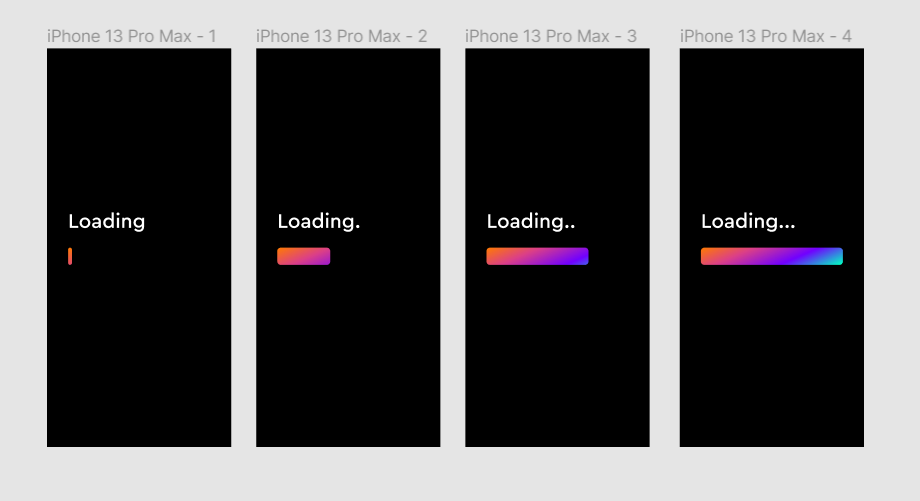 iPhone 13 Pro Max - 1
iPhone 13 Pro Max - 2
iPhone 13 Pro Max - 3
iPhone 13 Pro Max - 4
Loading
Loading.
Loading..
Loading...